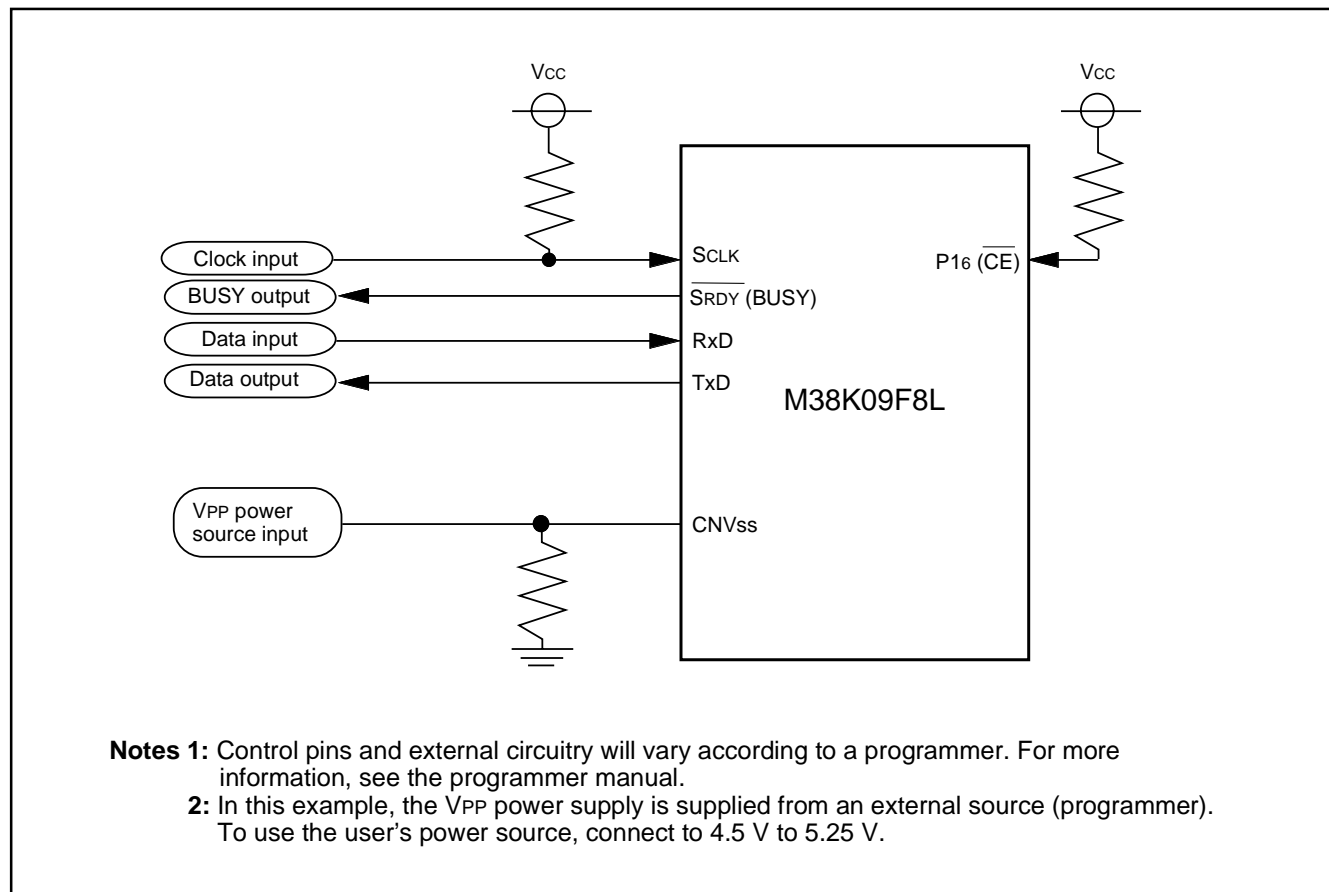 VCC
VCC
Clock input
SCLK
P16 (CE)
BUSY output
SRDY (BUSY)
Data input
RxD
Data output
TxD
M38K09F8L
VPP power
source input
CNVss
Notes 1: Control pins and external circuitry will vary according to a programmer. For more
information, see the programmer manual.
2: In this example, the VPP power supply is supplied from an external source (programmer).
To use the user's power source, connect to 4.5 V to 5.25 V.